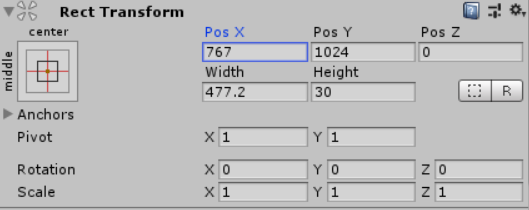 Rect Transform
center
middle
Pos X Pos Y Pos Z
767 1024 0
Width Height
477.2 30
R
Anchors
Pivot X 1 Y 1
Rotation X 0 Y 0 Z 0
Scale X 1 Y 1 Z 1